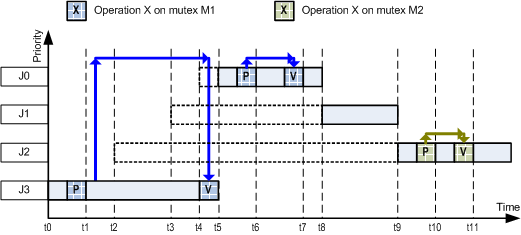 X Operation X on mutex M1
X Operation X on mutex M2
Priority
J0 P V
J1
J2 P V
J3 P V
Time
t0 t1 t2 t3 t4 t5 t6 t7 t8 t9 t10 t11